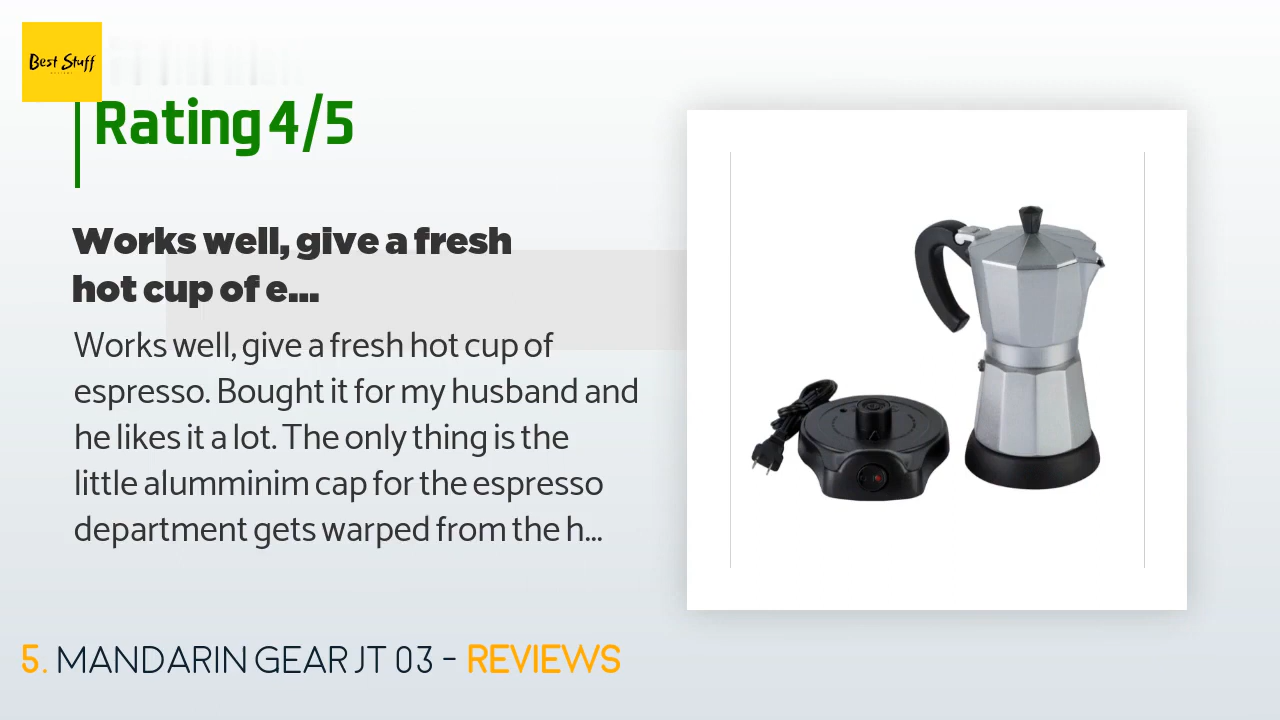 Best Stuff
Rating 4/5
Works well, give a fresh
hot cup of e...
Works well, give a fresh hot cup of
espresso. Bought it for my husband and
he likes it a lot. The only thing is the
little alumminim cap for the espresso
department gets warped from the h...
5. MANDARIN GEAR JT 03 - REVIEWS